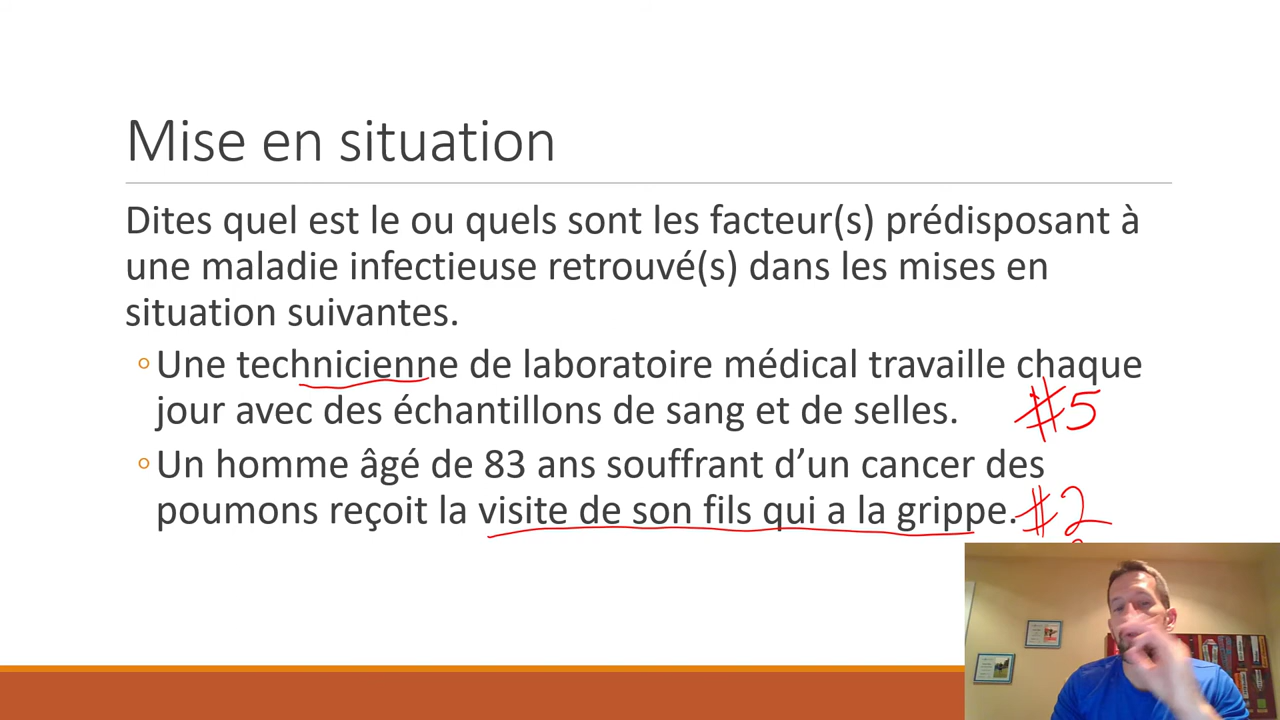 Mise en situation
Dites quel est le ou quels sont les facteur(s) prédisposant à
une maladie infectieuse retrouvé(s) dans les mises en
situation suivantes.
◦Une technicienne de laboratoire médical travaille chaque
jour avec des échantillons de sang et de selles. #5
◦Un homme âgé de 83 ans souffrant d’un cancer des
poumons reçoit la visite de son fils qui a la grippe. #2